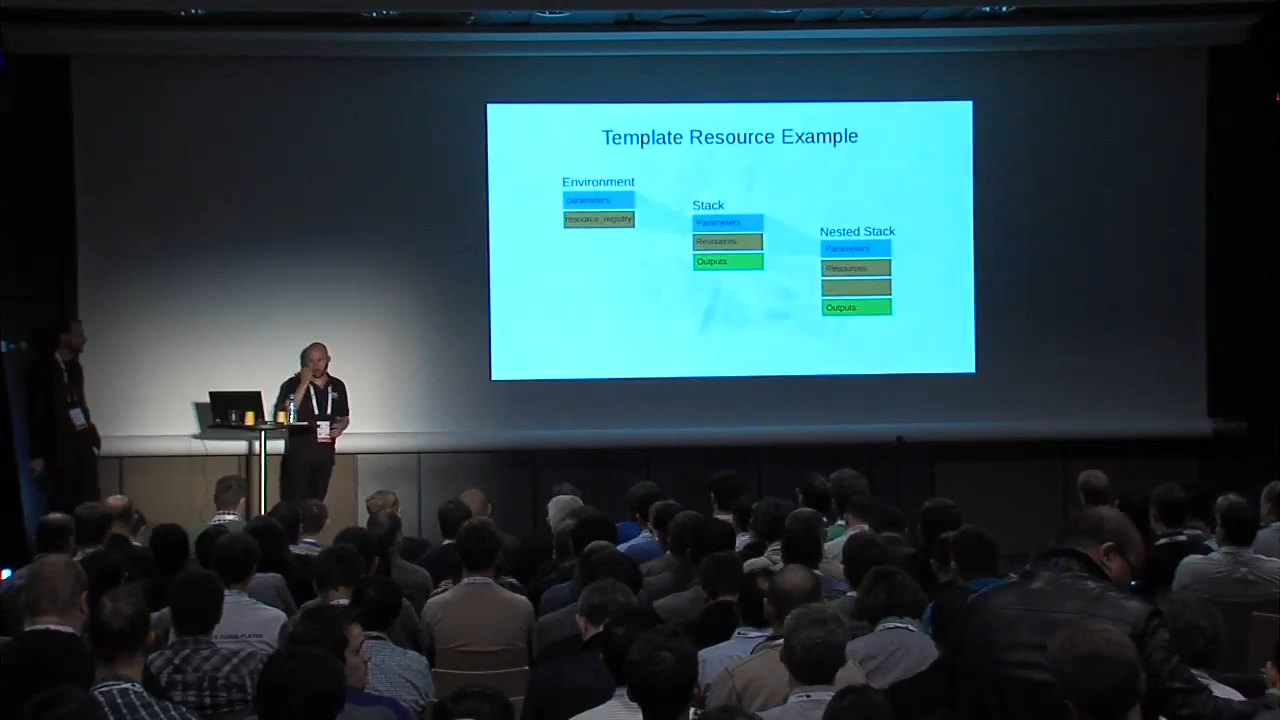 Template Resource Example
Environment
parameters
resource_registry
Stack
Parameters
Resources
Outputs
Nested Stack
Parameters
Resources
...
Outputs